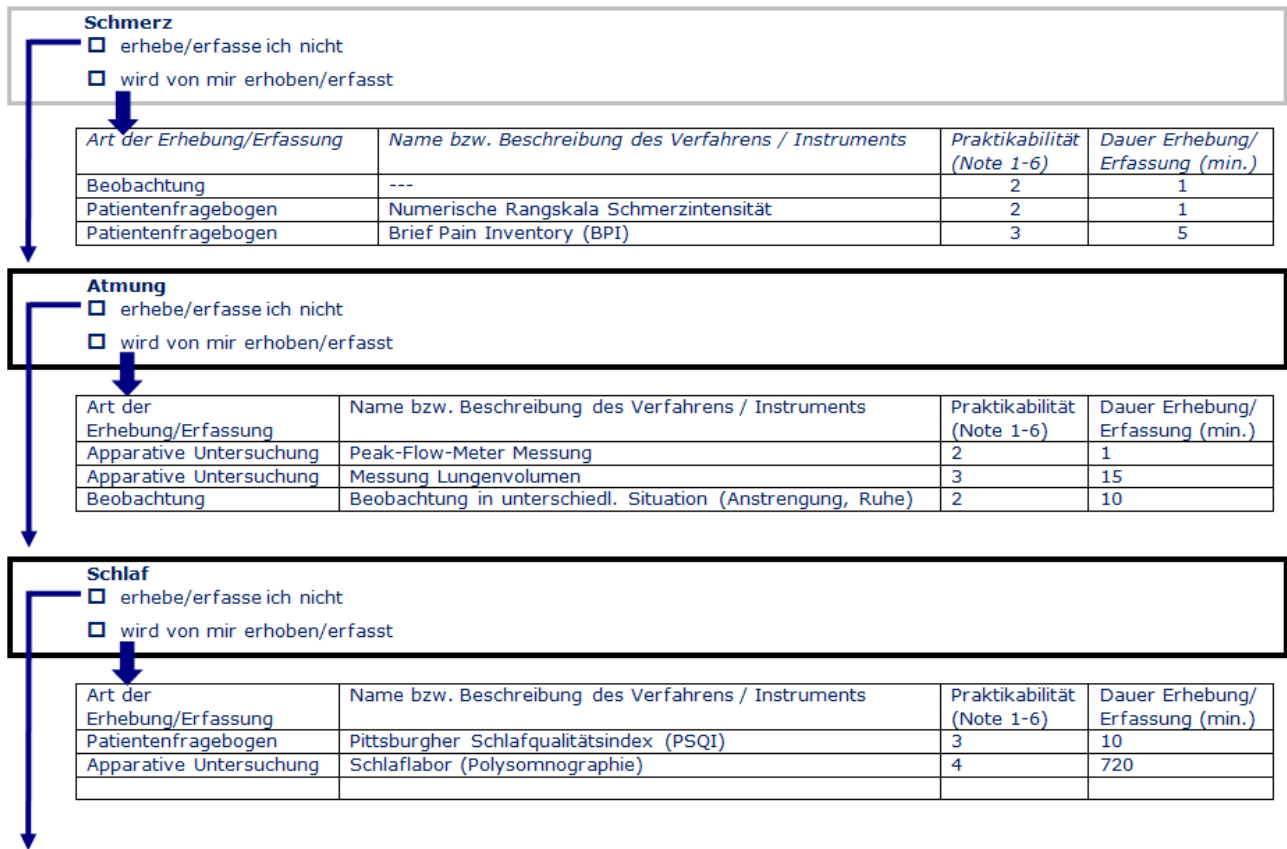 Schmerz
☐ erhebe/erfasse ich nicht
☐ wird von mir erhoben/erfasst
Art der Erhebung/Erfassung Name bzw. Beschreibung des Verfahrens / Instruments Praktikabilität Dauer Erhebung/
(Note 1-6) Erfassung (min.)
Beobachtung --- 2 1
Patientenfragebogen Numerische Rangskala Schmerzintensität 2 1
Patientenfragebogen Brief Pain Inventory (BPI) 3 5
Atmung
☐ erhebe/erfasse ich nicht
☐ wird von mir erhoben/erfasst
Art der Name bzw. Beschreibung des Verfahrens / Instruments Praktikabilität Dauer Erhebung/
Erhebung/Erfassung (Note 1-6) Erfassung (min.)
Apparative Untersuchung Peak-Flow-Meter Messung 2 1
Apparative Untersuchung Messung Lungenvolumen 3 15
Beobachtung Beobachtung in unterschiedl. Situation (Anstrengung, Ruhe) 2 10
Schlaf
☐ erhebe/erfasse ich nicht
☐ wird von mir erhoben/erfasst
Art der Name bzw. Beschreibung des Verfahrens / Instruments Praktikabilität Dauer Erhebung/
Erhebung/Erfassung (Note 1-6) Erfassung (min.)
Patientenfragebogen Pittsburgher Schlafqualitätsindex (PSQI) 3 10
Apparative Untersuchung Schlaflabor (Polysomnographie) 4 720